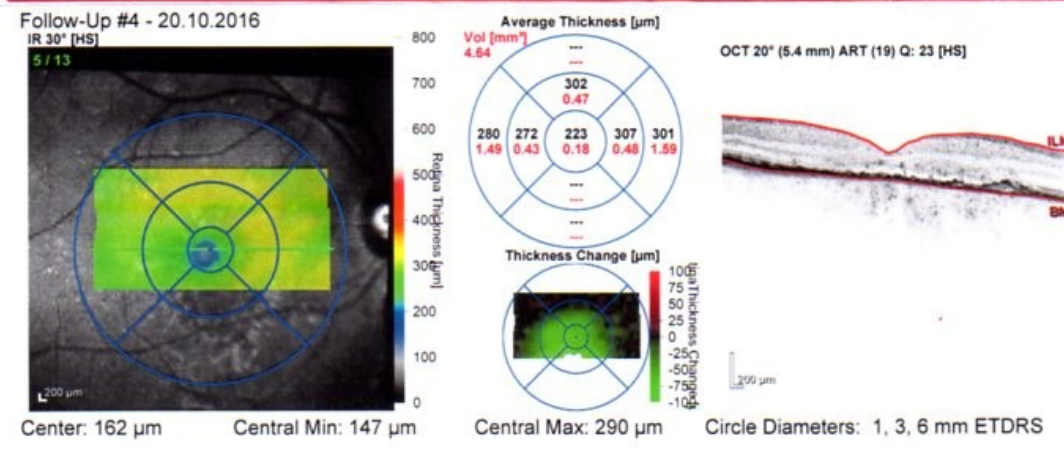 Follow-Up #4 - 20.10.2016
IR 30° [HS]
5 / 13
800
700
600
500
400
300
200
100
0
Retina Thickness [µm]
200 µm
Average Thickness [µm]
Vol [mm³]
4.64
---
---
302
0.47
280 272 223 307 301
1.49 0.43 0.18 0.48 1.59
---
---
---
---
Thickness Change [µm]
100
75
50
25
0
-25
-50
-75
-100
OCT 20° (5.4 mm) ART (19) Q: 23 [HS]
200 µm
Center: 162 µm Central Min: 147 µm Central Max: 290 µm Circle Diameters: 1, 3, 6 mm ETDRS